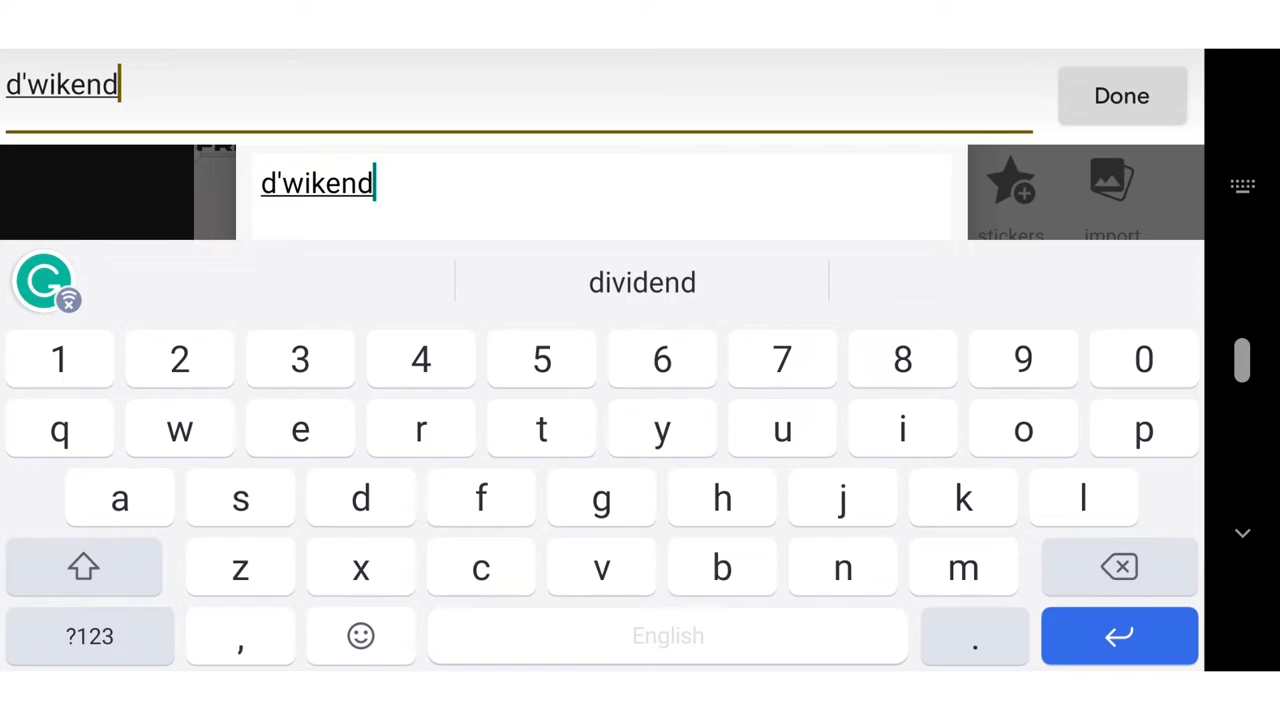 d'wikend
Done
d'wikend
stickers
import
dividend
1 2 3 4 5 6 7 8 9 0
q w e r t y u i o p
a s d f g h j k l
z x c v b n m
?123 , English .